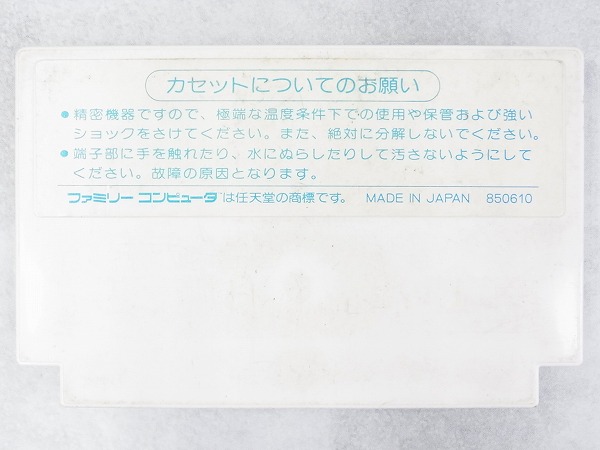 カセットについてのお願い
●精密機器ですので、極端な温度条件下での使用や保管および強い
ショックをさけてください。また、絶対に分解しないでください。
●端子部に手を触れたり、水にぬらしたりして汚さないようにして
ください。故障の原因となります。
ファミリーコンピュータは任天堂の商標です。 MADE IN JAPAN 850610